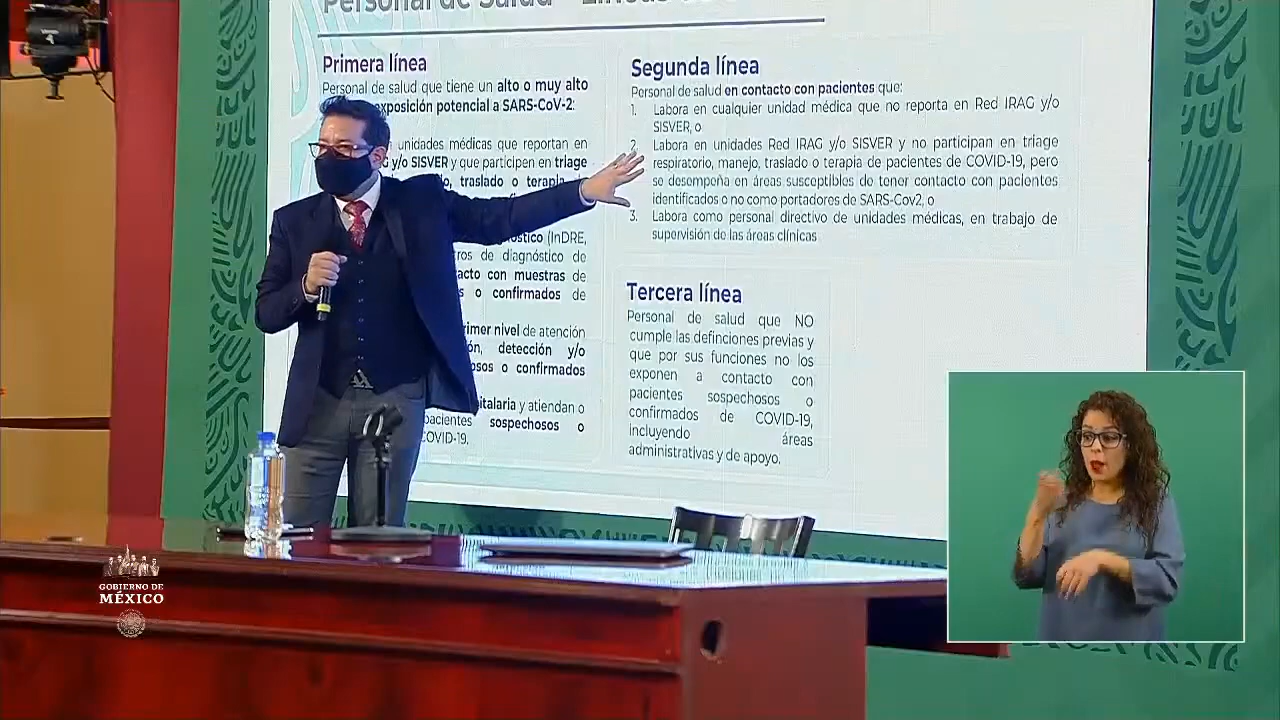 Personal de Salud - Líneas de
Primera línea
Personal de salud que tiene un alto o muy alto
exposición potencial a SARS-CoV-2:
unidades médicas que reportan en
y/o SISVER y que participen en triage
traslado o terapia
(InDRE,
de diagnóstico de
con muestras de
o confirmados de
nivel de atención
detección y/o
o confirmados
y atiendan o
sospechosos o
COVID-19.
Segunda línea
Personal de salud en contacto con pacientes que:
1. Labora en cualquier unidad médica que no reporta en Red IRAG y/o
SISVER, o
2. Labora en unidades Red IRAG y/o SISVER y no participan en triage
respiratorio, manejo, traslado o terapia de pacientes de COVID-19, pero
se desempeña en áreas susceptibles de tener contacto con pacientes
identificados o no como portadores de SARS-Cov2, o
3. Labora como personal directivo de unidades médicas, en trabajo de
supervisión de las áreas clínicas
Tercera línea
Personal de salud que NO
cumple las definciones previas y
que por sus funciones no los
exponen a contacto con
pacientes sospechosos o
confirmados de COVID-19,
incluyendo áreas
administrativas y de apoyo.
GOBIERNO DE
MÉXICO